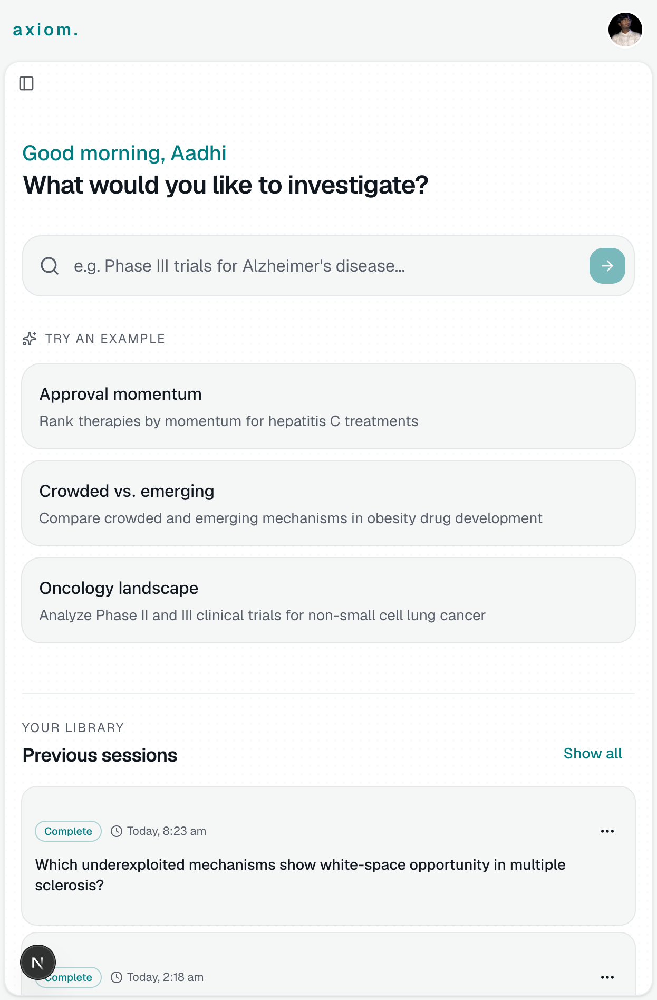 axiom.
Good morning, Aadhi
What would you like to investigate?
e.g. Phase III trials for Alzheimer's disease...
TRY AN EXAMPLE
Approval momentum
Rank therapies by momentum for hepatitis C treatments
Crowded vs. emerging
Compare crowded and emerging mechanisms in obesity drug development
Oncology landscape
Analyze Phase II and III clinical trials for non-small cell lung cancer
YOUR LIBRARY
Previous sessions
Show all
Complete
Today, 8:23 am
Which underexploited mechanisms show white-space opportunity in multiple
sclerosis?
N
Complete
Today, 2:18 am